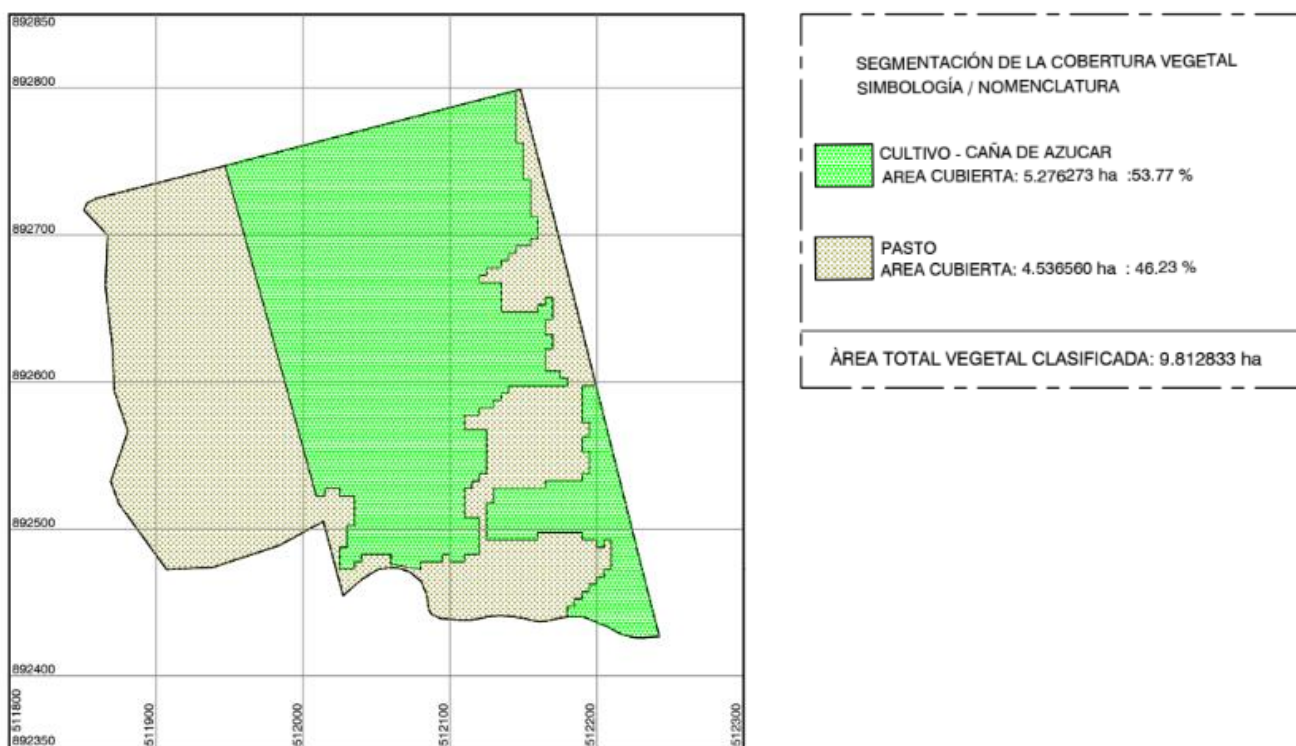 892850
892800
892700
892600
892500
892400
892350
511800
511900
512000
512100
512200
512300
SEGMENTACIÓN DE LA COBERTURA VEGETAL
SIMBOLOGÍA / NOMENCLATURA
CULTIVO - CAÑA DE AZUCAR
AREA CUBIERTA: 5.276273 ha :53.77 %
PASTO
AREA CUBIERTA: 4.536560 ha : 46.23 %
ÀREA TOTAL VEGETAL CLASIFICADA: 9.812833 ha